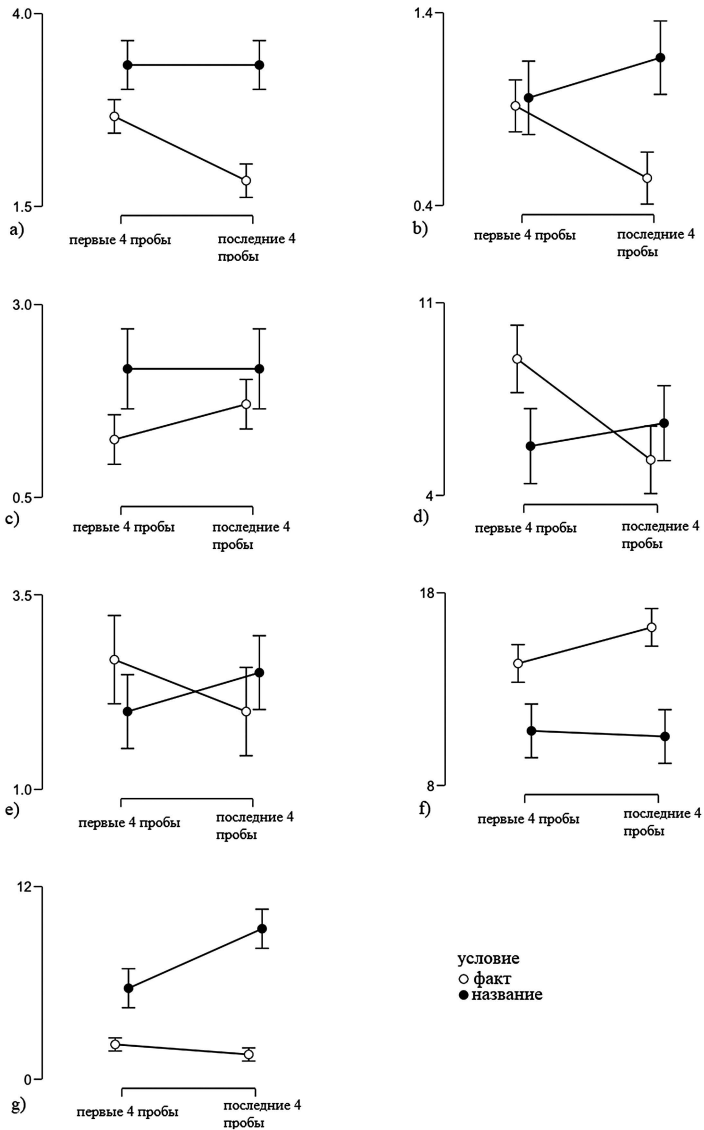 4.0
1.5
a)
первые 4 пробы
последние 4
пробы
1.4
0.4
b)
первые 4 пробы
последние 4
пробы
3.0
0.5
c)
первые 4 пробы
последние 4
пробы
11
4
d)
первые 4 пробы
последние 4
пробы
3.5
1.0
e)
первые 4 пробы
последние 4
пробы
18
8
f)
первые 4 пробы
последние 4
пробы
12
0
g)
первые 4 пробы
последние 4
пробы
условие
факт
название